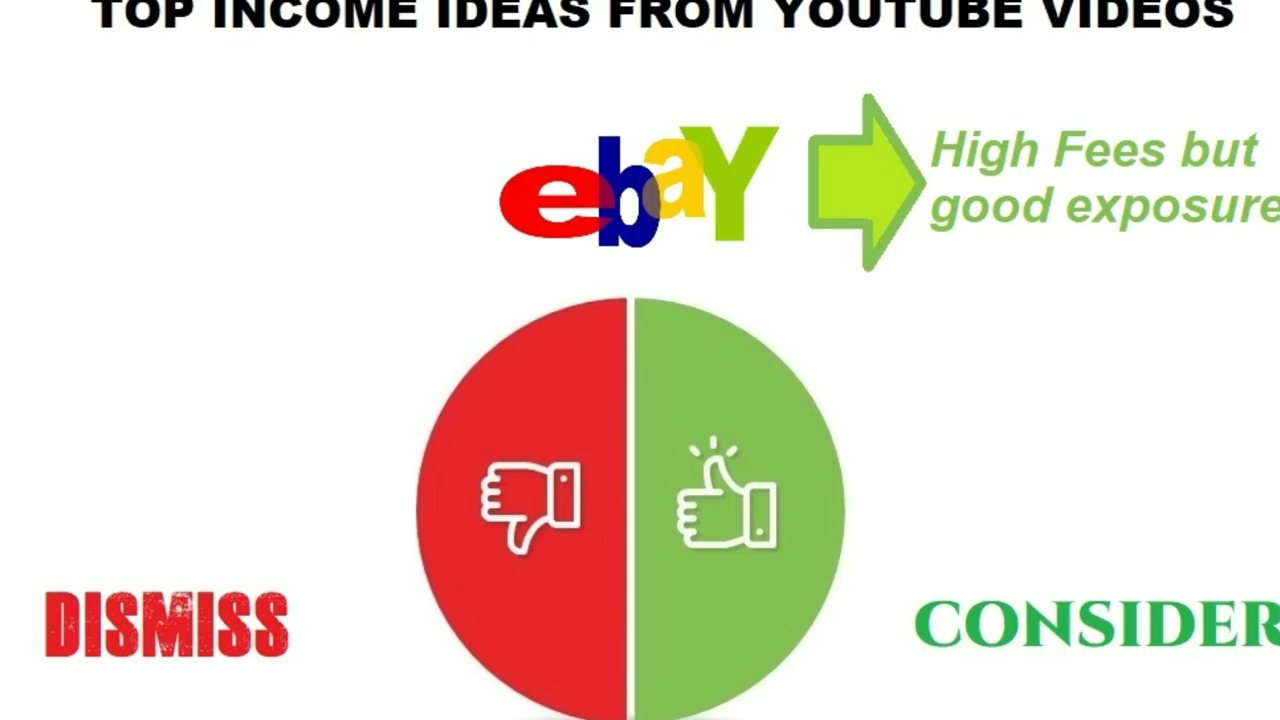 TOP INCOME IDEAS FROM YOUTUBE VIDEOS
ebaY
High Fees but
good exposure
DISMISS
CONSIDER